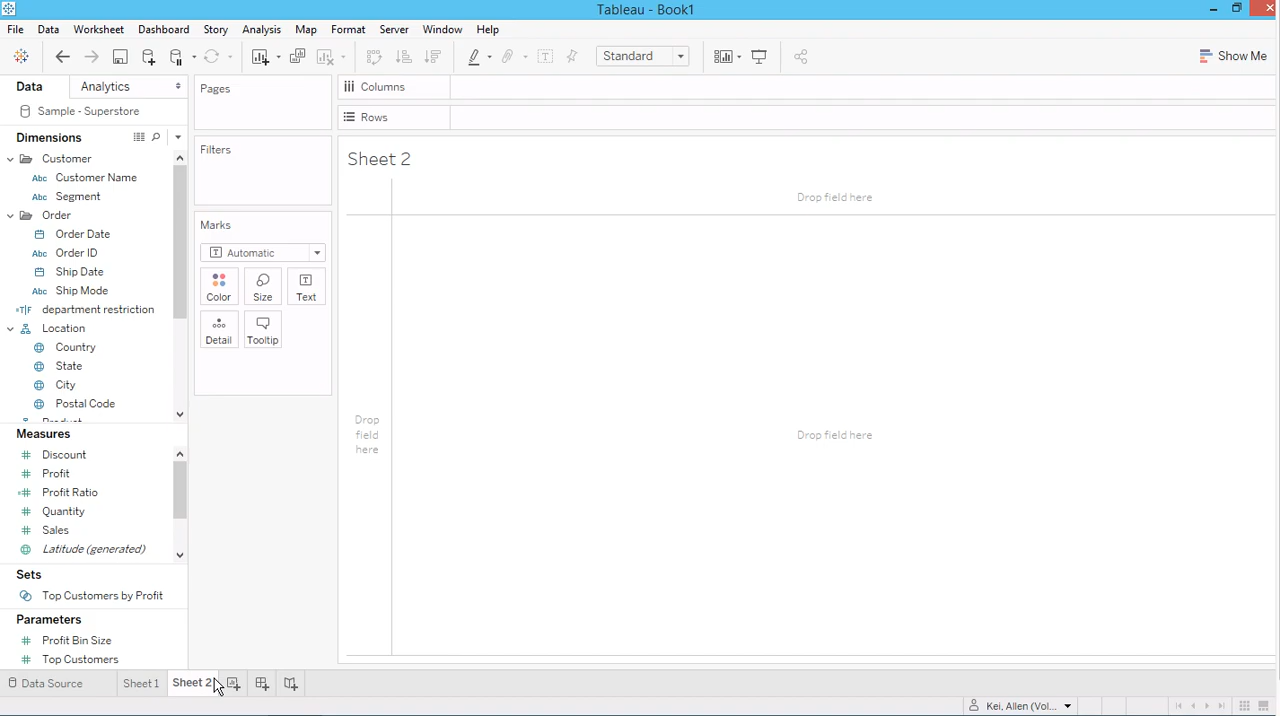 Tableau - Book1
File Data Worksheet Dashboard Story Analysis Map Format Server Window Help
Standard
Show Me
Data Analytics
Sample - Superstore
Dimensions
Customer
Abc Customer Name
Abc Segment
Order
Order Date
Abc Order ID
Ship Date
Abc Ship Mode
=T|F department restriction
Location
Country
State
City
Postal Code
Measures
# Discount
# Profit
=# Profit Ratio
# Quantity
# Sales
Latitude (generated)
Sets
Top Customers by Profit
Parameters
# Profit Bin Size
# Top Customers
Pages
Filters
Marks
T Automatic
Color Size Text
Detail Tooltip
Columns
Rows
Sheet 2
Drop field here
Drop
field
here
Drop field here
Data Source Sheet 1 Sheet 2
Kei, Allen (Vol...